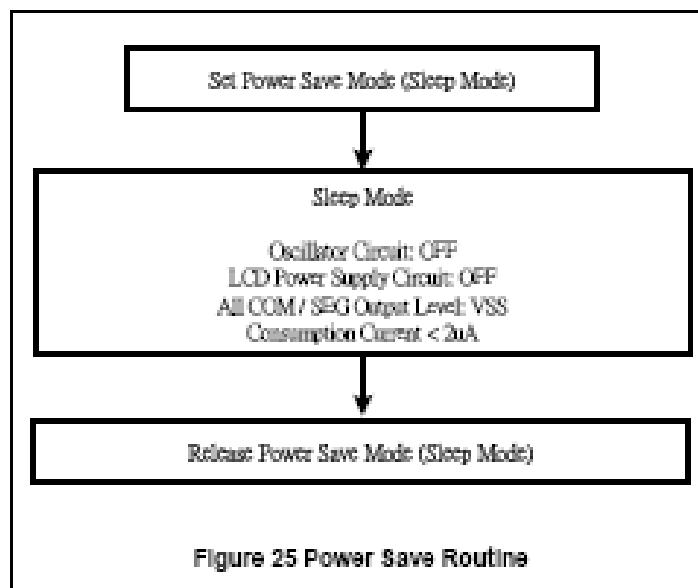 Set Power Save Mode (Sleep Mode)
Sleep Mode
Oscillator Circuit: OFF
LCD Power Supply Circuit: OFF
All COM / SEG Output Level: VSS
Consumption Current < 2uA
Release Power Save Mode (Sleep Mode)
Figure 25 Power Save Routine